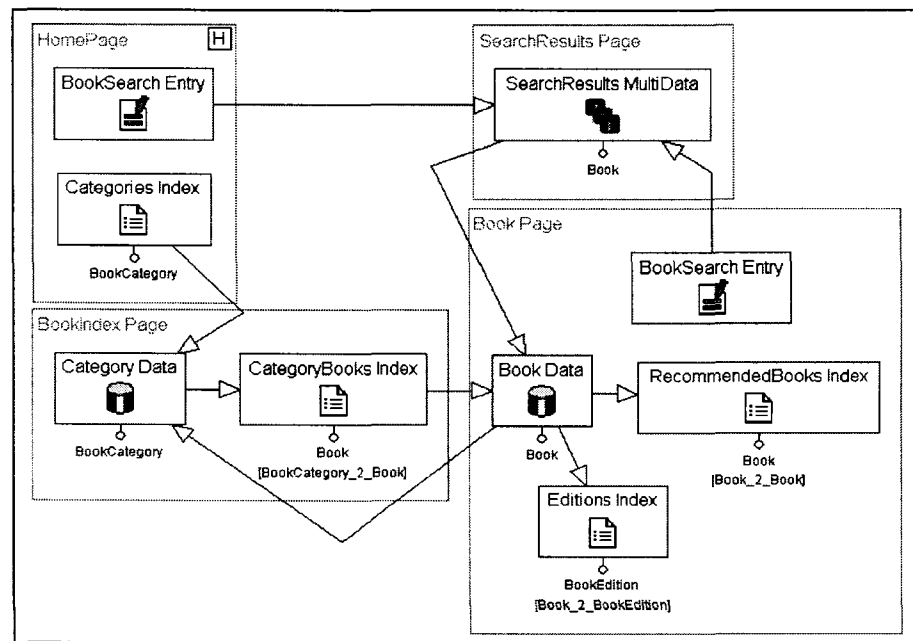 HomePage
H
BookSearch Entry
Categories Index
BookCategory
SearchResults Page
SearchResults MultiData
Book
Book Page
BookSearch Entry
BookIndex Page
Category Data
BookCategory
CategoryBooks Index
Book
[BookCategory_2_Book]
Book Data
Book
RecommendedBooks Index
Book
[Book_2_Book]
Editions Index
BookEdition
[Book_2_BookEdition]